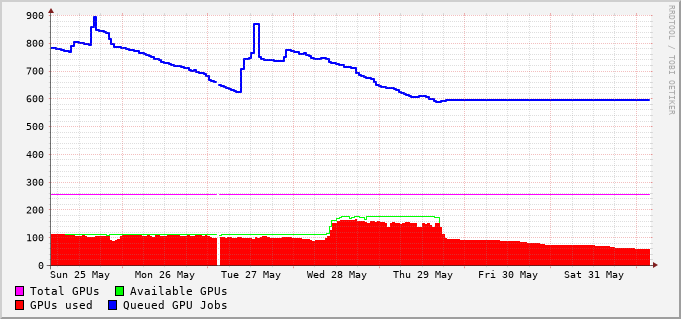 900
800
700
600
500
400
300
200
100
0
Sun 25 May Mon 26 May Tue 27 May Wed 28 May Thu 29 May Fri 30 May Sat 31 May
Total GPUs Available GPUs
GPUs used Queued GPU Jobs
RRDTOOL / TOBI OETIKER